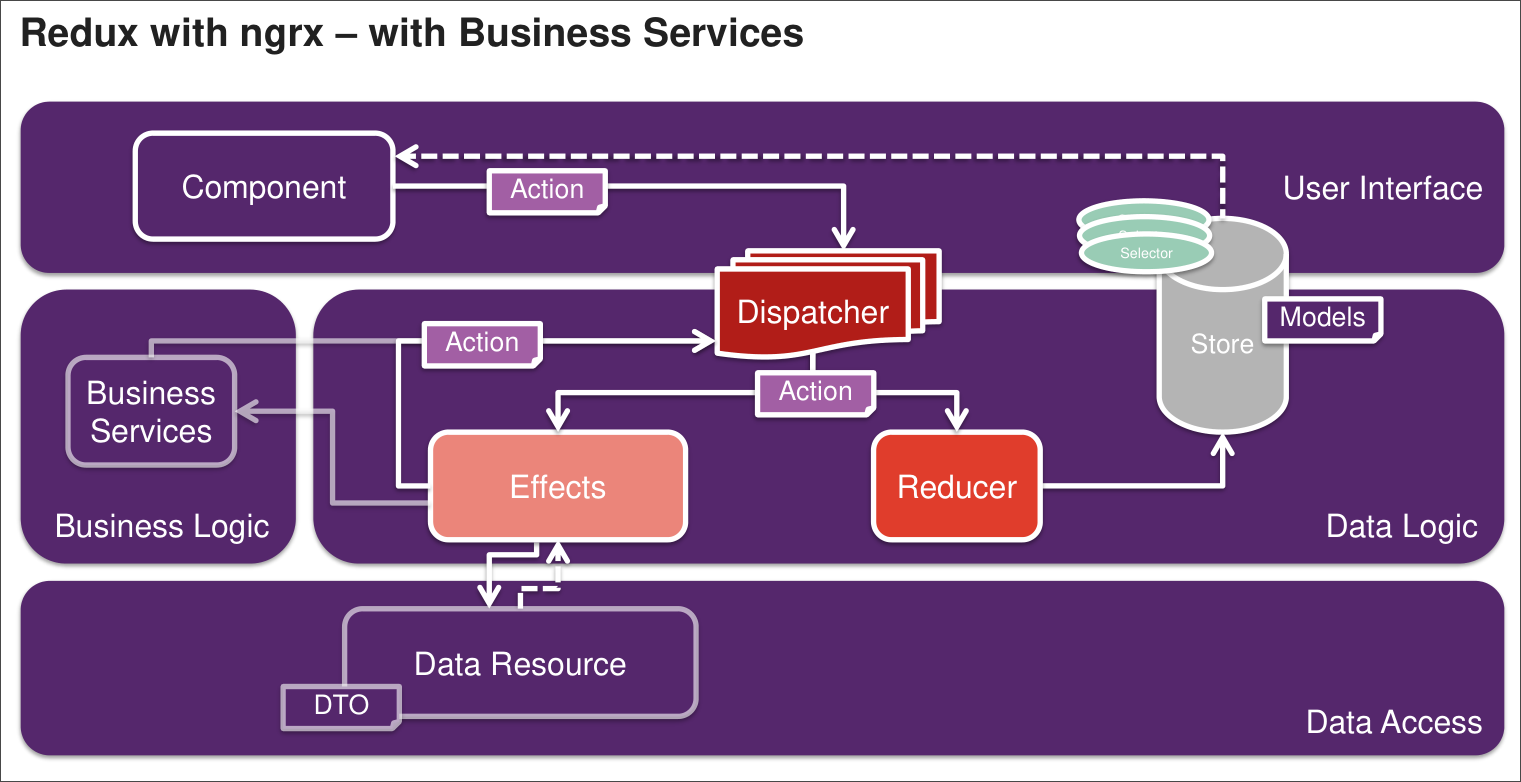 Redux with ngrx – with Business Services
Component
Action
User Interface
Selector
Dispatcher
Models
Action
Store
Business
Services
Action
Effects
Reducer
Business Logic
Data Logic
Data Resource
DTO
Data Access